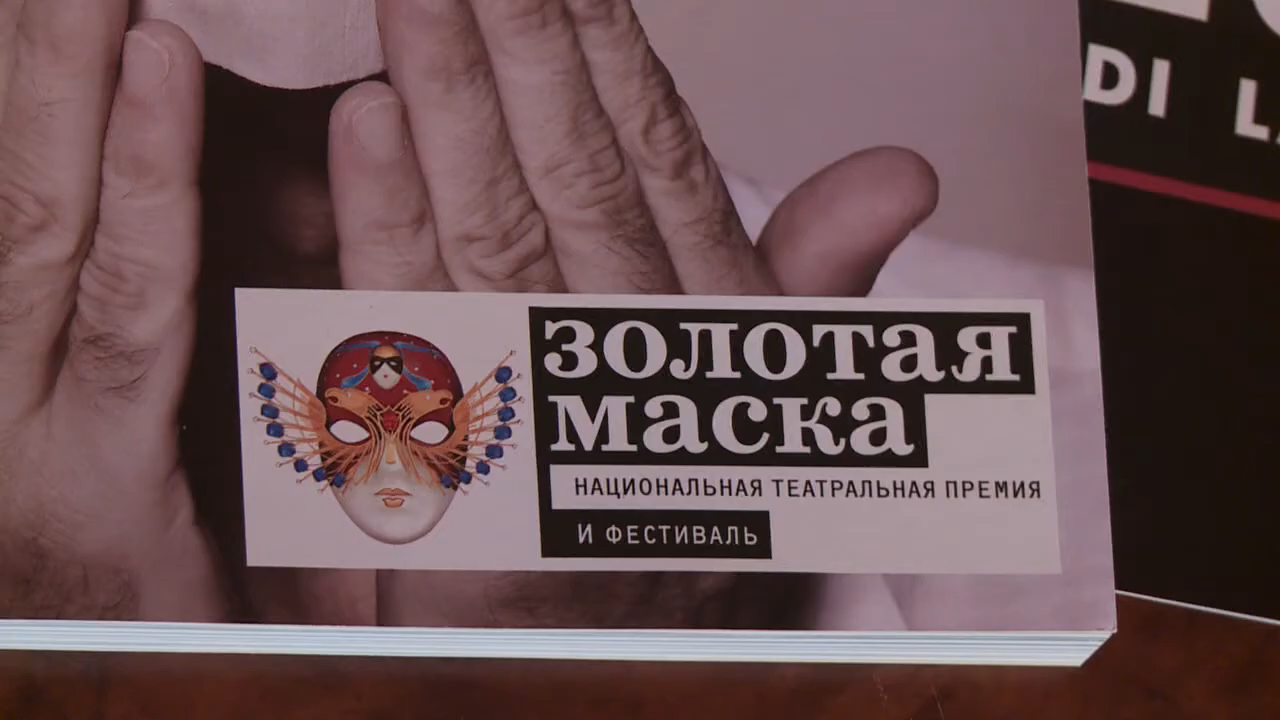 золотая
маска
НАЦИОНАЛЬНАЯ ТЕАТРАЛЬНАЯ ПРЕМИЯ
И ФЕСТИВАЛЬ
DI